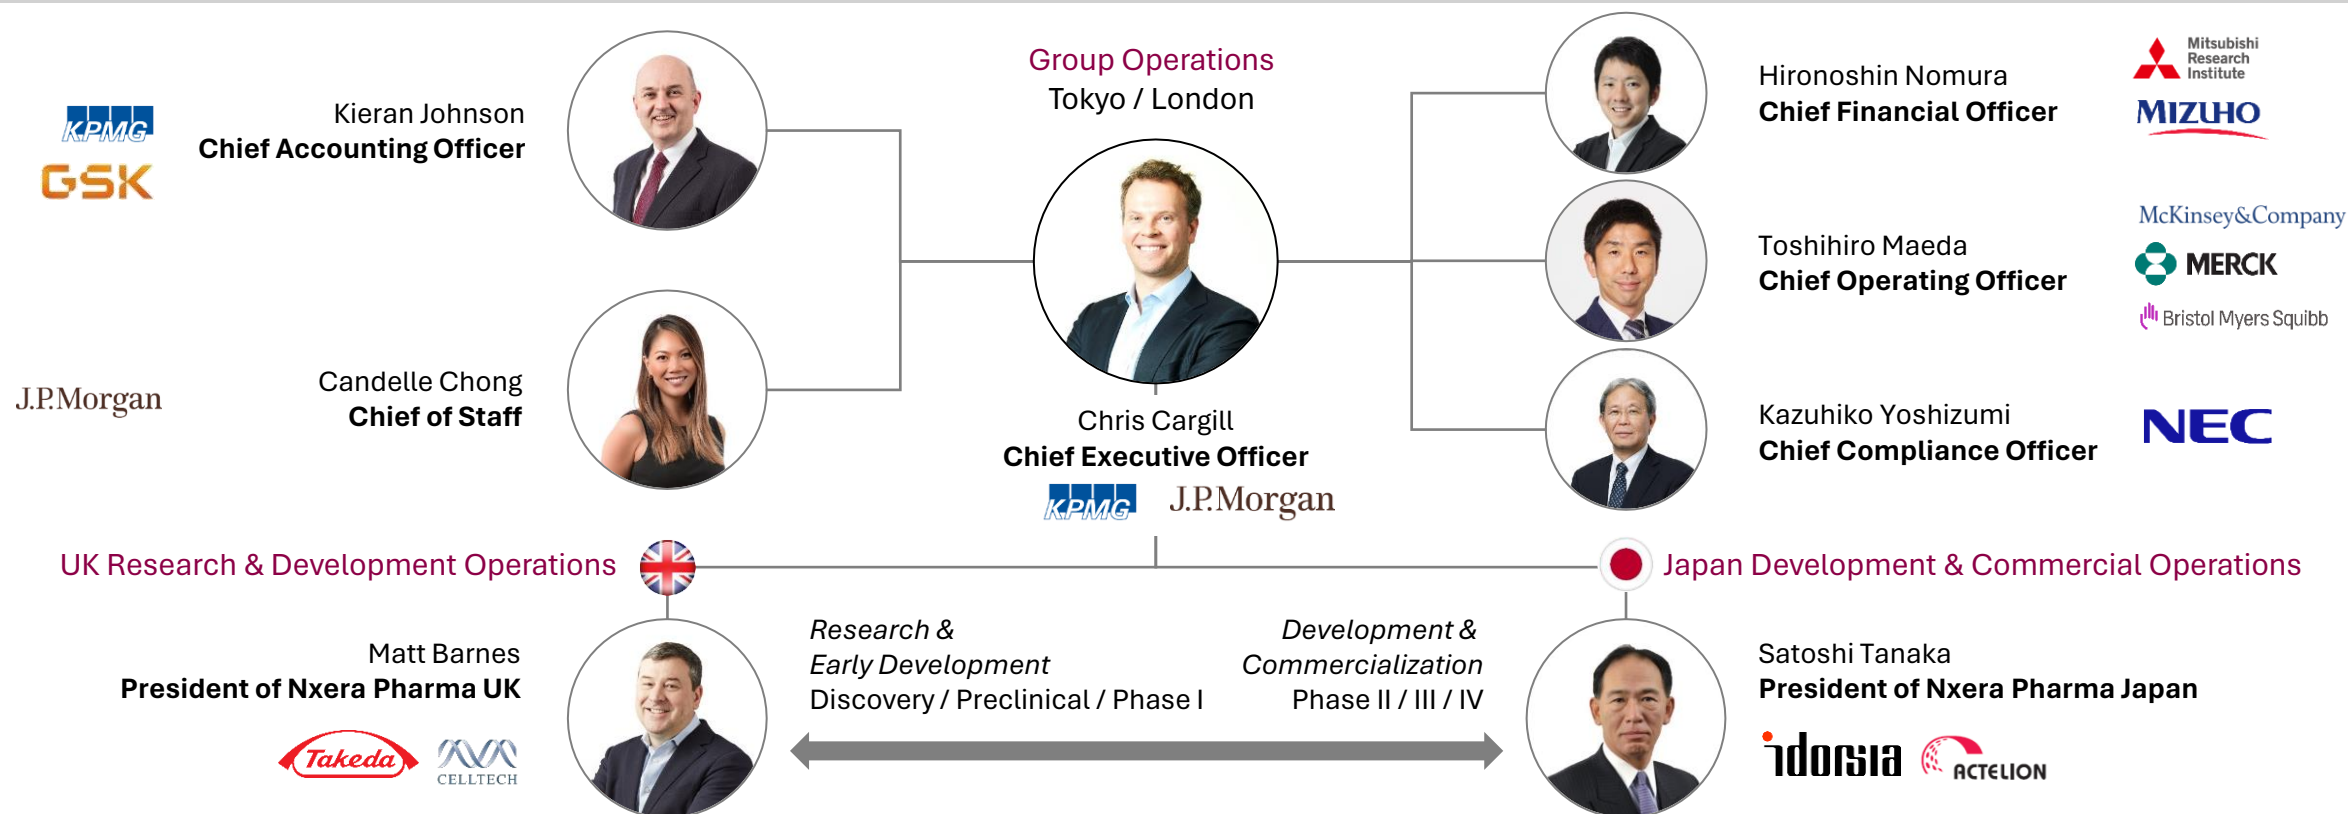 Group Operations
Tokyo / London
KPMG
GSK
Kieran Johnson
Chief Accounting Officer
J.P.Morgan
Candelle Chong
Chief of Staff
Chris Cargill
Chief Executive Officer
KPMG J.P.Morgan
Hironoshin Nomura
Chief Financial Officer
Mitsubishi
Research
Institute
MIZUHO
Toshihiro Maeda
Chief Operating Officer
McKinsey&Company
MERCK
Bristol Myers Squibb
Kazuhiko Yoshizumi
Chief Compliance Officer
NEC
UK Research & Development Operations
Japan Development & Commercial Operations
Matt Barnes
President of Nxera Pharma UK
Takeda
CELLTECH
Research &
Early Development
Discovery / Preclinical / Phase I
Development &
Commercialization
Phase II / III / IV
Satoshi Tanaka
President of Nxera Pharma Japan
idorsia
ACTELION